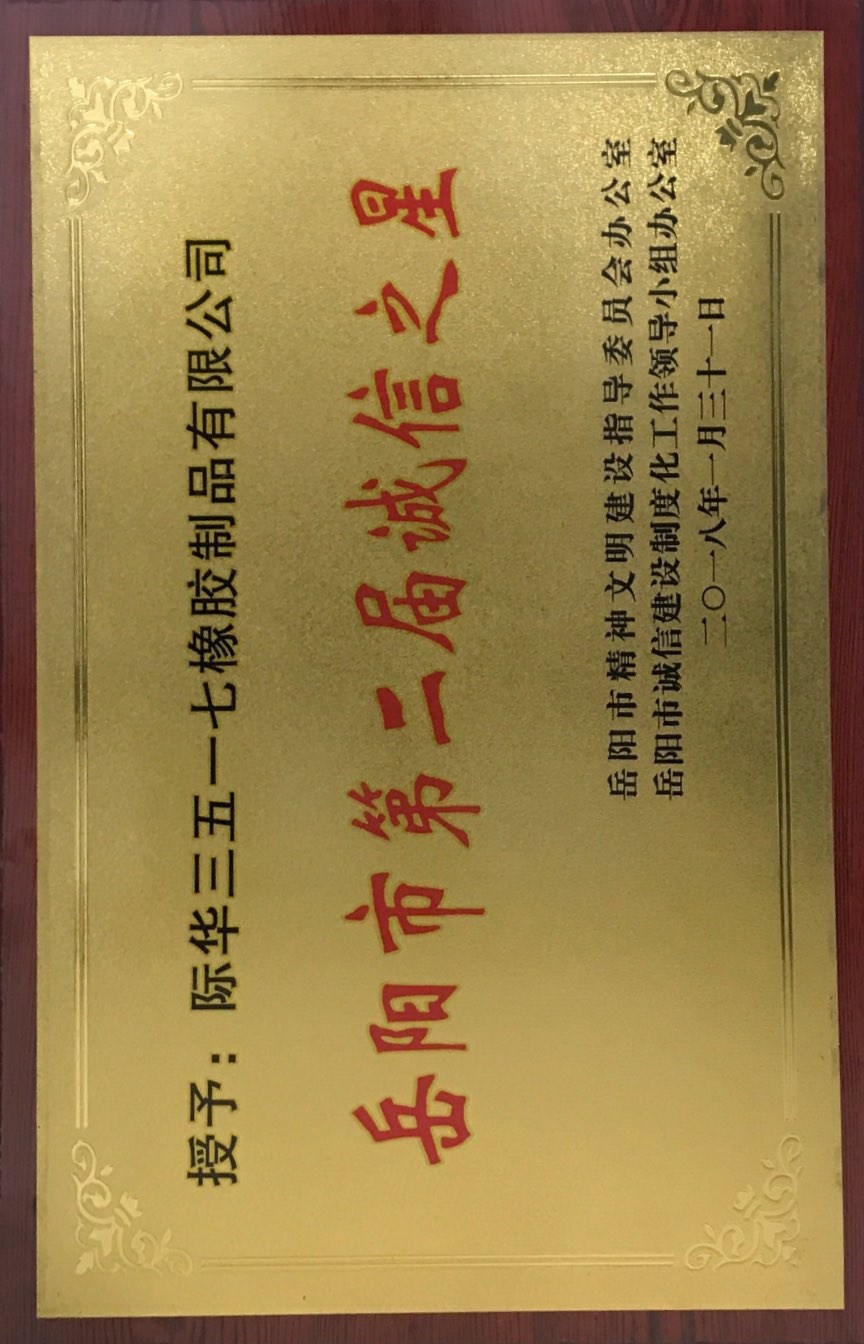 授予：际华三五一七橡胶制品有限公司
岳阳市第二届诚信之星
岳阳市精神文明建设指导委员会办公室
岳阳市诚信建设制度化工作领导小组办公室
二〇一八年一月三十一日